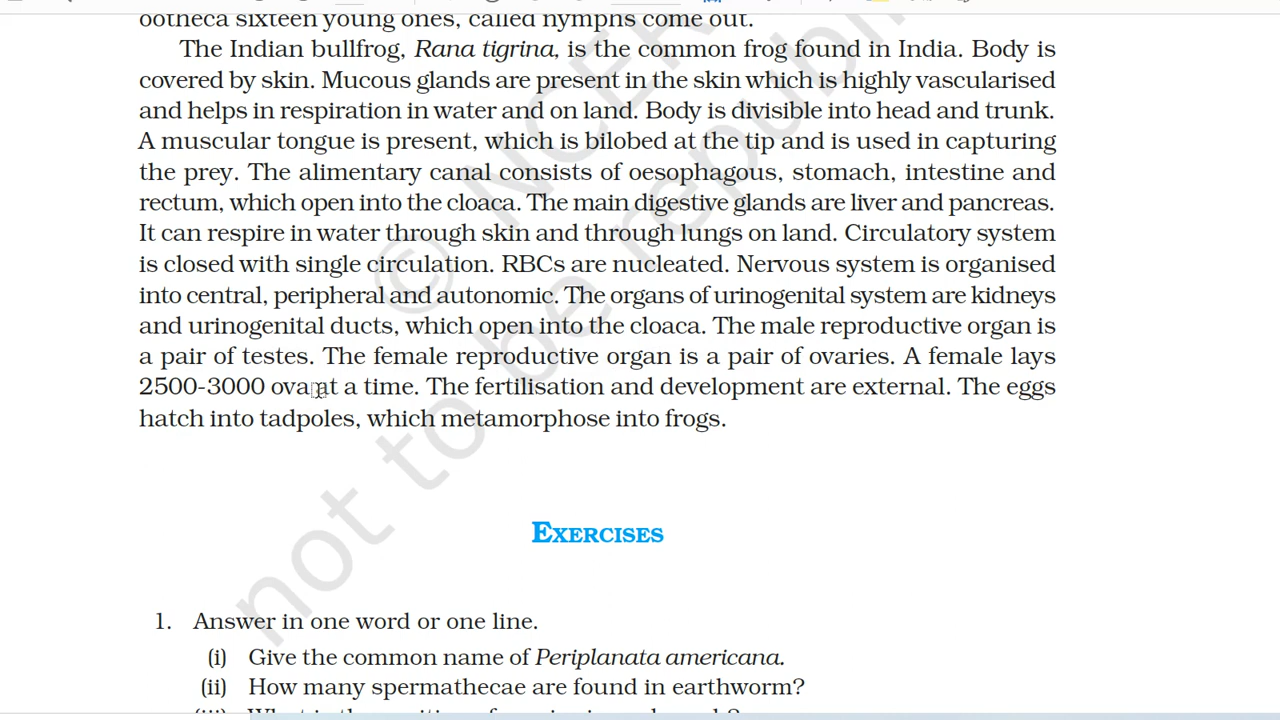 ootheca sixteen young ones, called nymphs come out.
The Indian bullfrog, Rana tigrina, is the common frog found in India. Body is
covered by skin. Mucous glands are present in the skin which is highly vascularised
and helps in respiration in water and on land. Body is divisible into head and trunk.
A muscular tongue is present, which is bilobed at the tip and is used in capturing
the prey. The alimentary canal consists of oesophagous, stomach, intestine and
rectum, which open into the cloaca. The main digestive glands are liver and pancreas.
It can respire in water through skin and through lungs on land. Circulatory system
is closed with single circulation. RBCs are nucleated. Nervous system is organised
into central, peripheral and autonomic. The organs of urinogenital system are kidneys
and urinogenital ducts, which open into the cloaca. The male reproductive organ is
a pair of testes. The female reproductive organ is a pair of ovaries. A female lays
2500-3000 ova at a time. The fertilisation and development are external. The eggs
hatch into tadpoles, which metamorphose into frogs.
© NCER
not to be republi
EXERCISES
1. Answer in one word or one line.
(i) Give the common name of Periplanata americana.
(ii) How many spermathecae are found in earthworm?